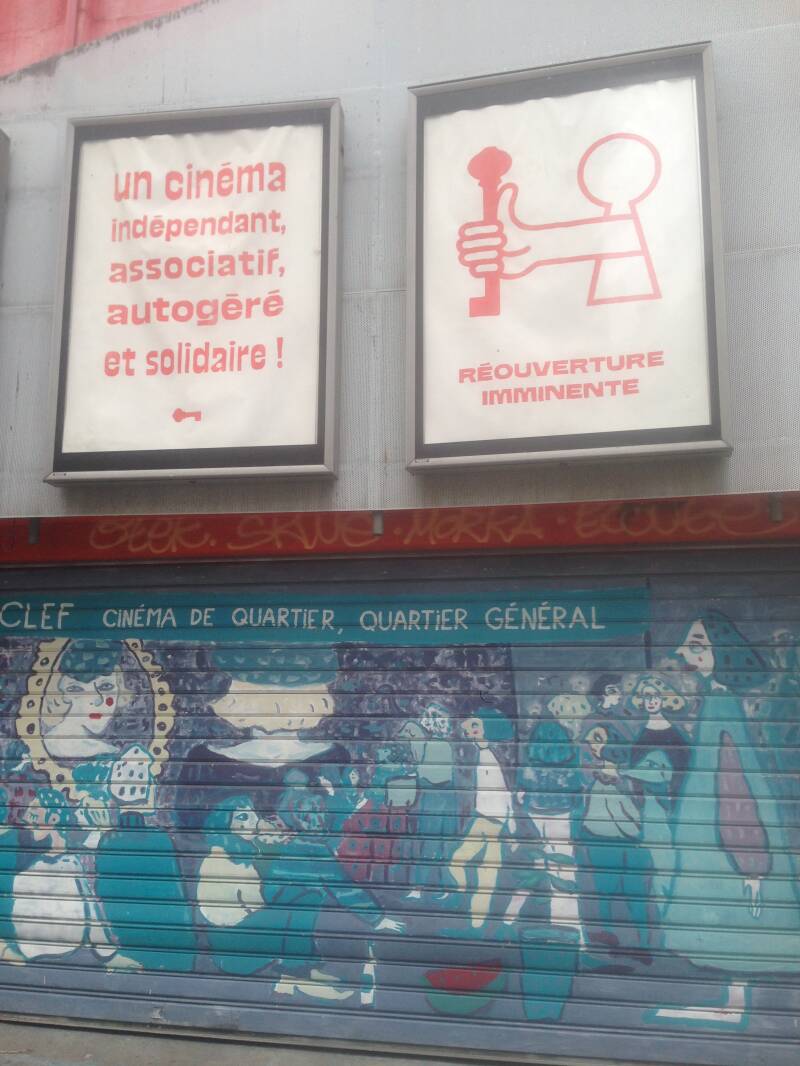 un cinéma
indépendant,
associatif,
autogéré
et solidaire !
RÉOUVERTURE
IMMINENTE
CLEF CINÉMA DE QUARTIER, QUARTIER GÉNÉRAL